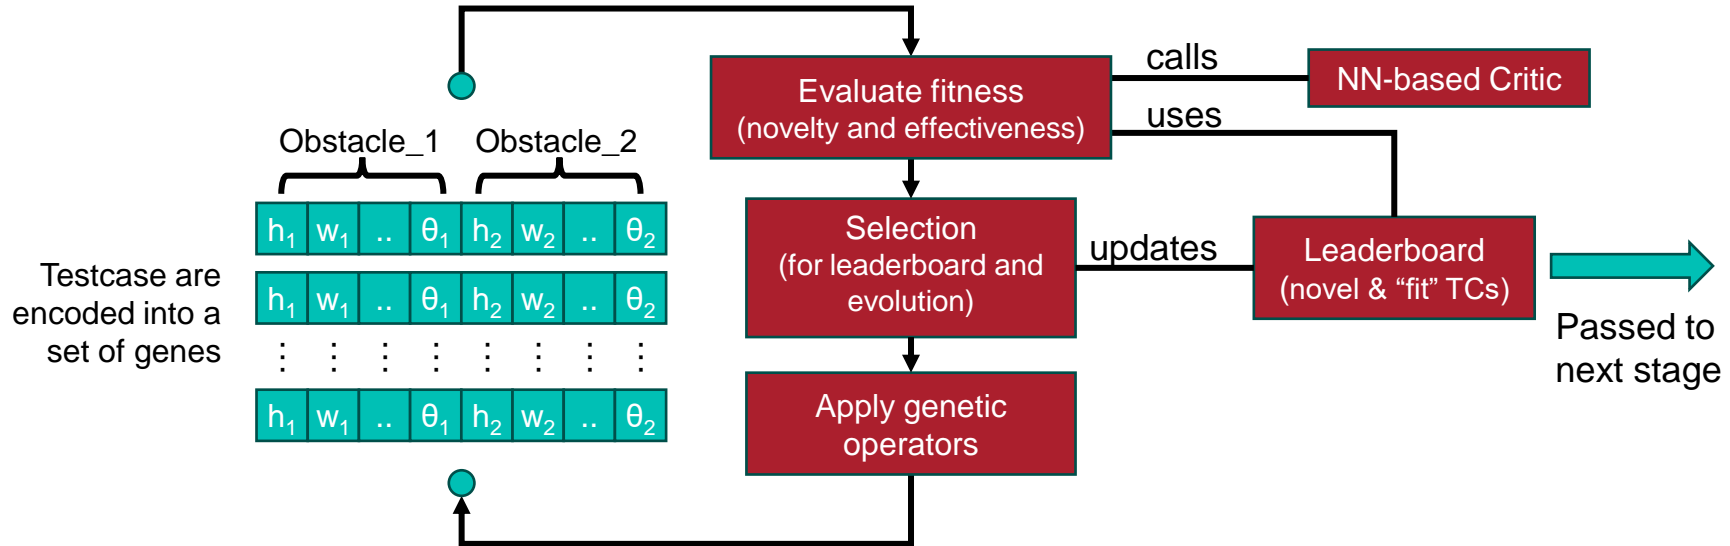 Obstacle_1 Obstacle_2
h₁ w₁ .. θ₁ h₂ w₂ .. θ₂
h₁ w₁ .. θ₁ h₂ w₂ .. θ₂
⋮ ⋮ ⋮ ⋮ ⋮ ⋮ ⋮ ⋮
h₁ w₁ .. θ₁ h₂ w₂ .. θ₂
Testcase are
encoded into a
set of genes
Evaluate fitness
(novelty and effectiveness)
calls
NN-based Critic
uses
Selection
(for leaderboard and
evolution)
updates
Leaderboard
(novel & “fit” TCs)
Passed to
next stage
Apply genetic
operators